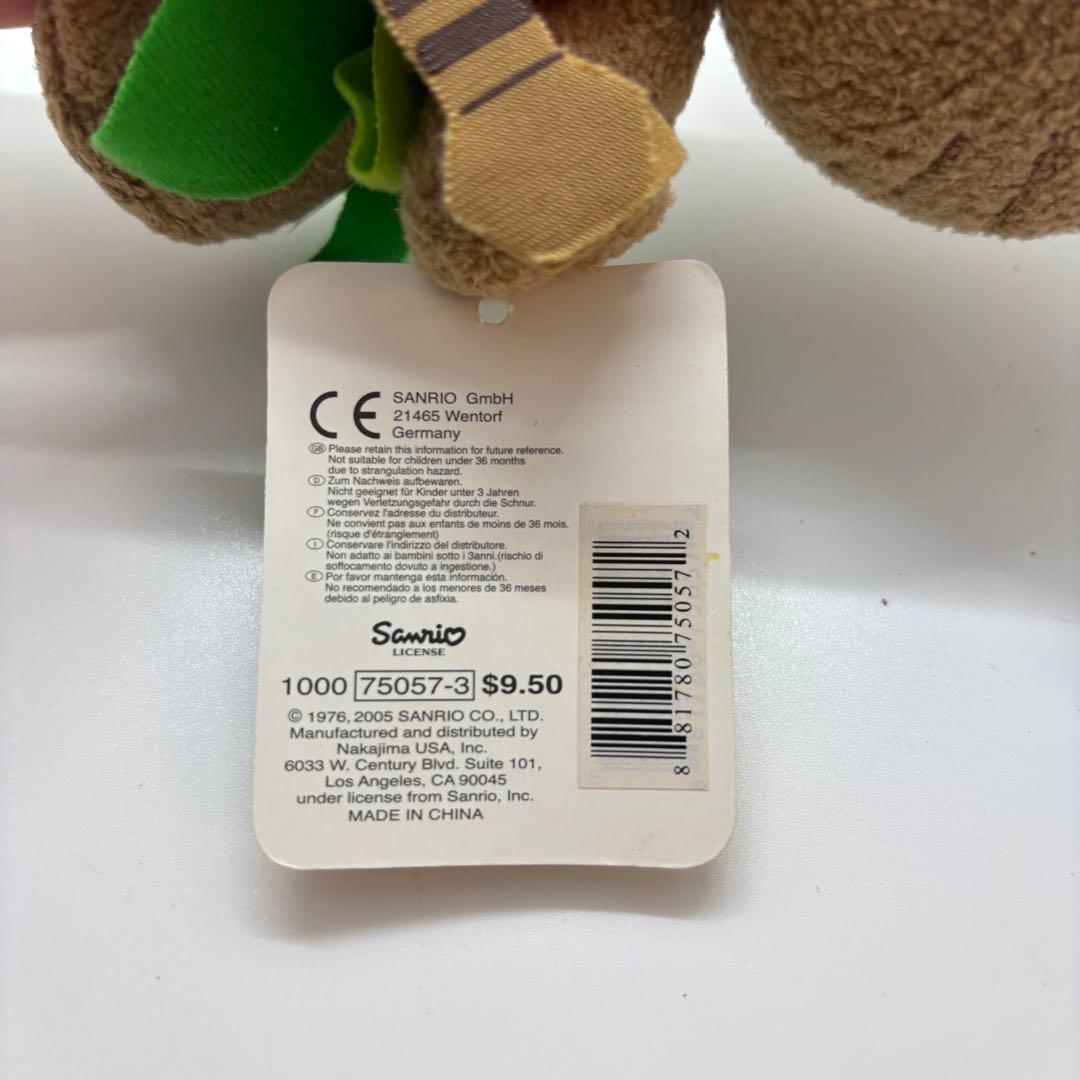 CE SANRIO GmbH
21465 Wentorf
Germany
GB Please retain this information for future reference.
Not suitable for children under 36 months
due to strangulation hazard.
D Zum Nachweis aufbewaren.
Nicht geeignet für Kinder unter 3 Jahren
wegen Verletzungsgefahr durch die Schnur.
F Conservez l'adresse du distributeur.
Ne convient pas aux enfants de moins de 36 mois.
(risque d'étranglement)
I Conservare l'indirizzo del distributore.
Non adatto ai bambini sotto i 3anni.(rischio di
soffocamento dovuto a ingestione.)
E Por favor mantenga esta información.
No recomendado a los menores de 36 meses
debido al peligro de asfixia.
Sanrio
LICENSE
1000 75057-3 $9.50
© 1976, 2005 SANRIO CO., LTD.
Manufactured and distributed by
Nakajima USA, Inc.
6033 W. Century Blvd. Suite 101,
Los Angeles, CA 90045
under license from Sanrio, Inc.
MADE IN CHINA
8 81780 75057 2